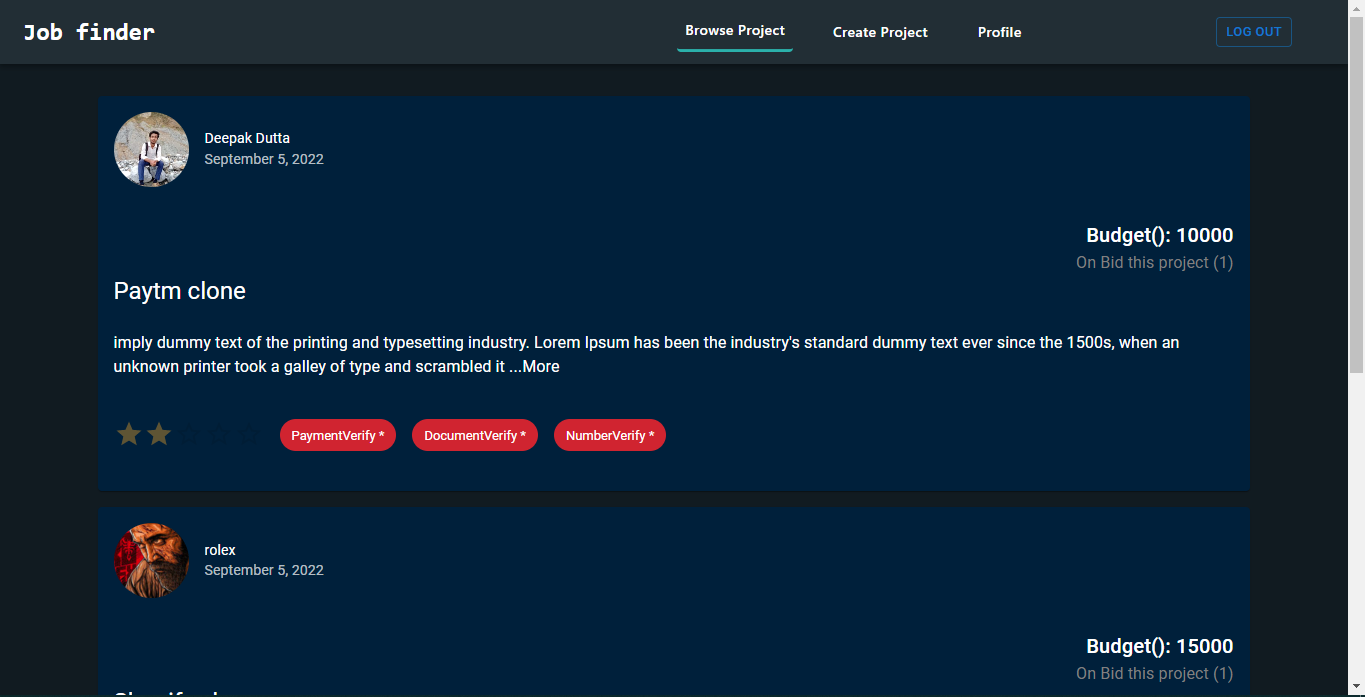 Job finder
Browse Project
Create Project
Profile
LOG OUT
Deepak Dutta
September 5, 2022
Budget(): 10000
On Bid this project (1)
Paytm clone
imply dummy text of the printing and typesetting industry. Lorem Ipsum has been the industry's standard dummy text ever since the 1500s, when an
unknown printer took a galley of type and scrambled it ...More
PaymentVerify *
DocumentVerify *
NumberVerify *
rolex
September 5, 2022
Budget(): 15000
On Bid this project (1)